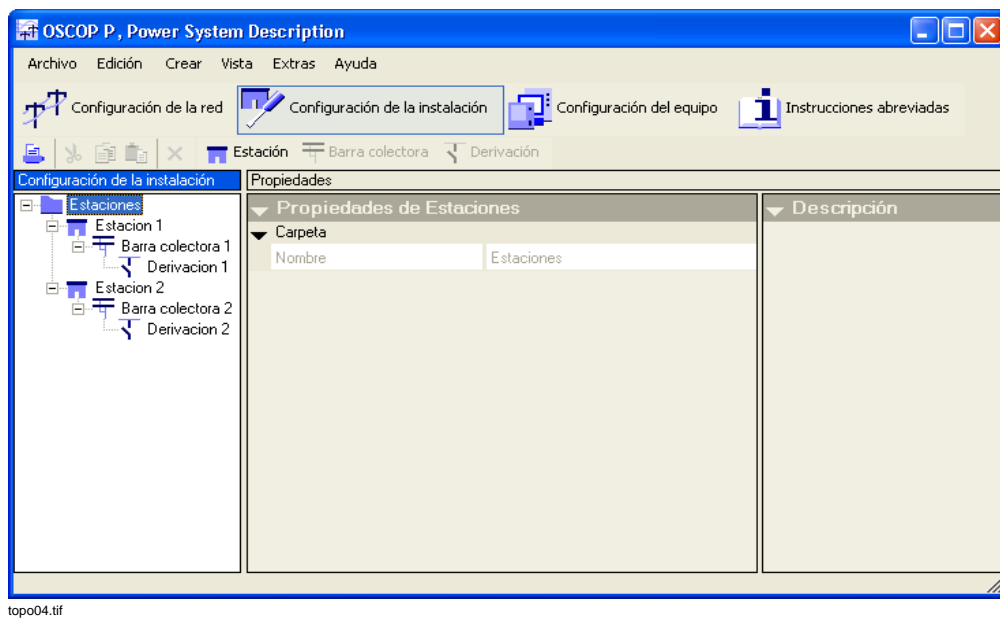 OSCOP P, Power System Description
Archivo Edición Crear Vista Extras Ayuda
Configuración de la red Configuración de la instalación Configuración del equipo Instrucciones abreviadas
Estación Barra colectora Derivación
Configuración de la instalación Propiedades
Estaciones Propiedades de Estaciones Descripción
Estacion 1 Carpeta
Barra colectora 1 Nombre Estaciones
Derivacion 1
Estacion 2
Barra colectora 2
Derivacion 2
topo04.tif